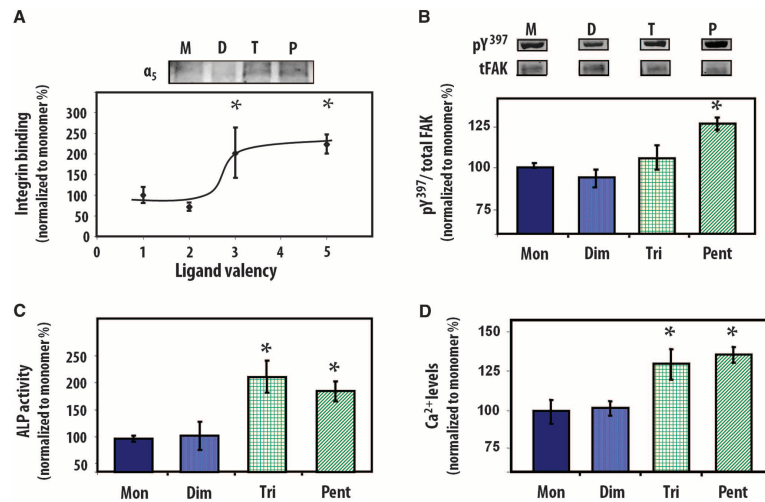 A
M D T P
α5
*
*
Integrin binding
(normalized to monomer %)
300
250
200
150
100
50
0
0 1 2 3 4 5
Ligand valency
B
M D T P
pY397
tFAK
*
pY397/ total FAK
(normalized to monomer %)
125
100
75
Mon Dim Tri Pent
C
*
*
ALP activity
(normalized to monomer %)
250
200
150
100
50
Mon Dim Tri Pent
D
* *
Ca2+ levels
(normalized to monomer %)
150
125
100
75
Mon Dim Tri Pent